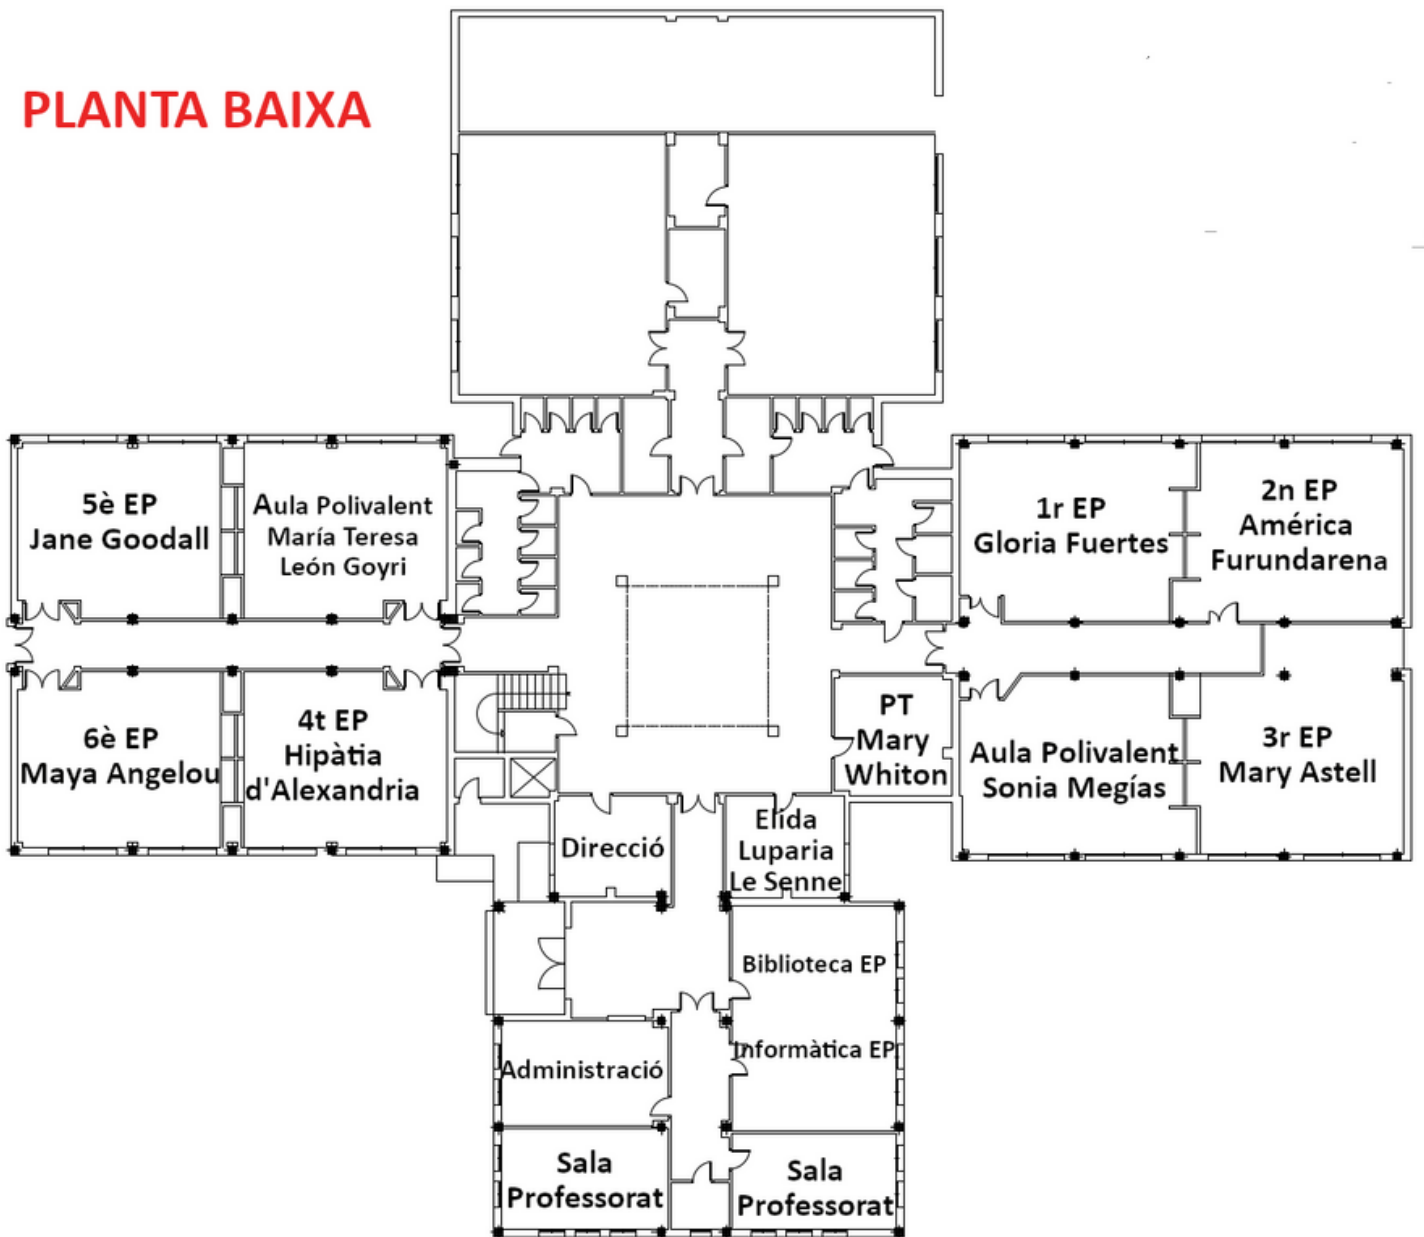 PLANTA BAIXA
5è EP
Jane Goodall
Aula Polivalent
María Teresa
León Goyri
1r EP
Gloria Fuertes
2n EP
América
Furundarena
6è EP
Maya Angelou
4t EP
Hipàtia
d'Alexandria
PT
Mary
Whiton
Aula Polivalent
Sonia Megías
3r EP
Mary Astell
Direcció
Elida
Luparia
Le Senne
Biblioteca EP
Informàtica EP
Administració
Sala
Professorat
Sala
Professorat